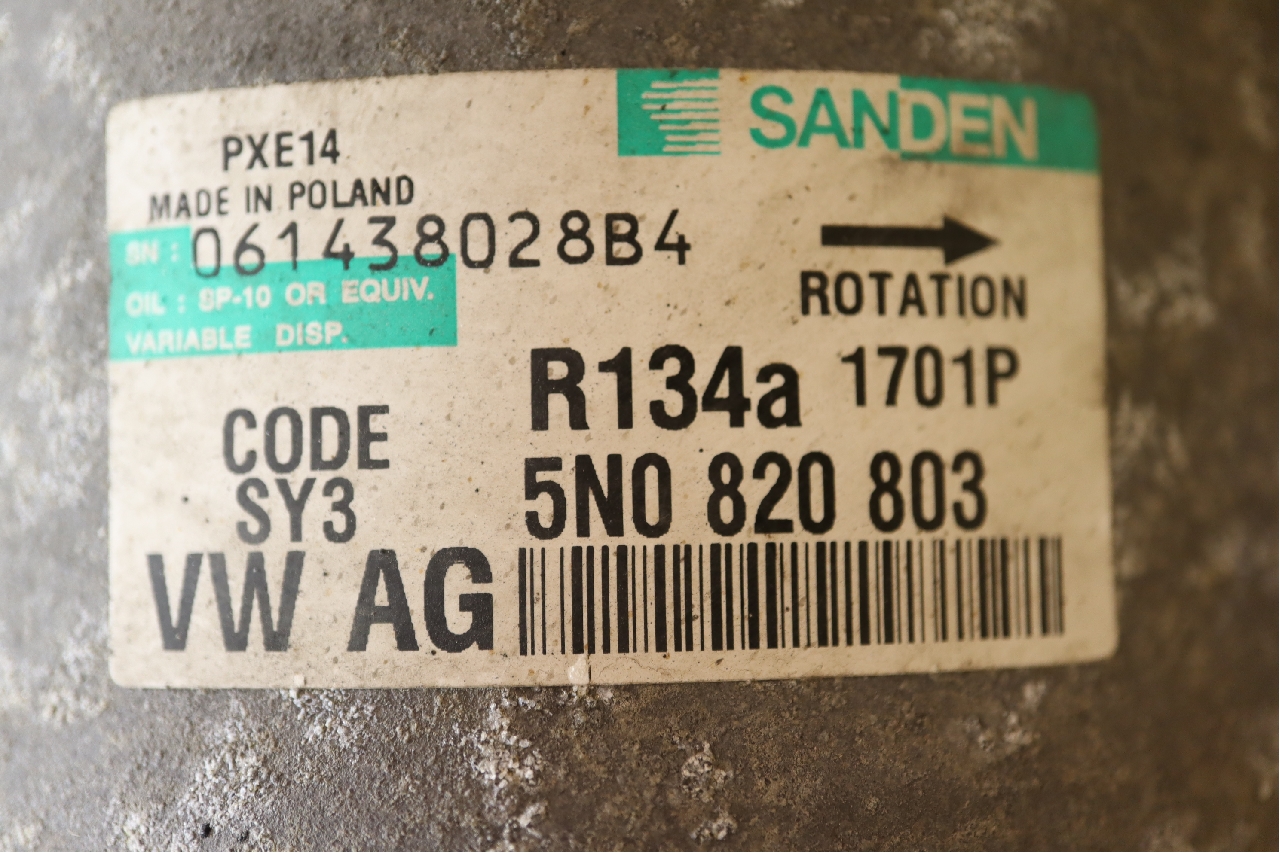 SANDEN
PXE14
MADE IN POLAND
SN : 061438028B4
OIL : SP-10 OR EQUIV.
VARIABLE DISP.
ROTATION
R134a 1701P
CODE
SY3
5N0 820 803
VW AG